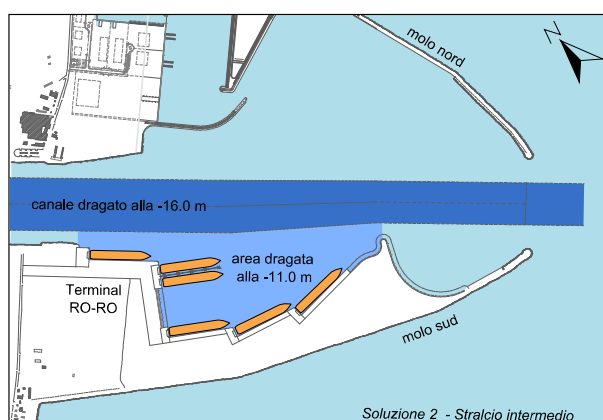 molo nord
N
canale dragato alla -16.0 m
area dragata
alla -11.0 m
Terminal
RO-RO
molo sud
Soluzione 2 - Stralcio intermedio